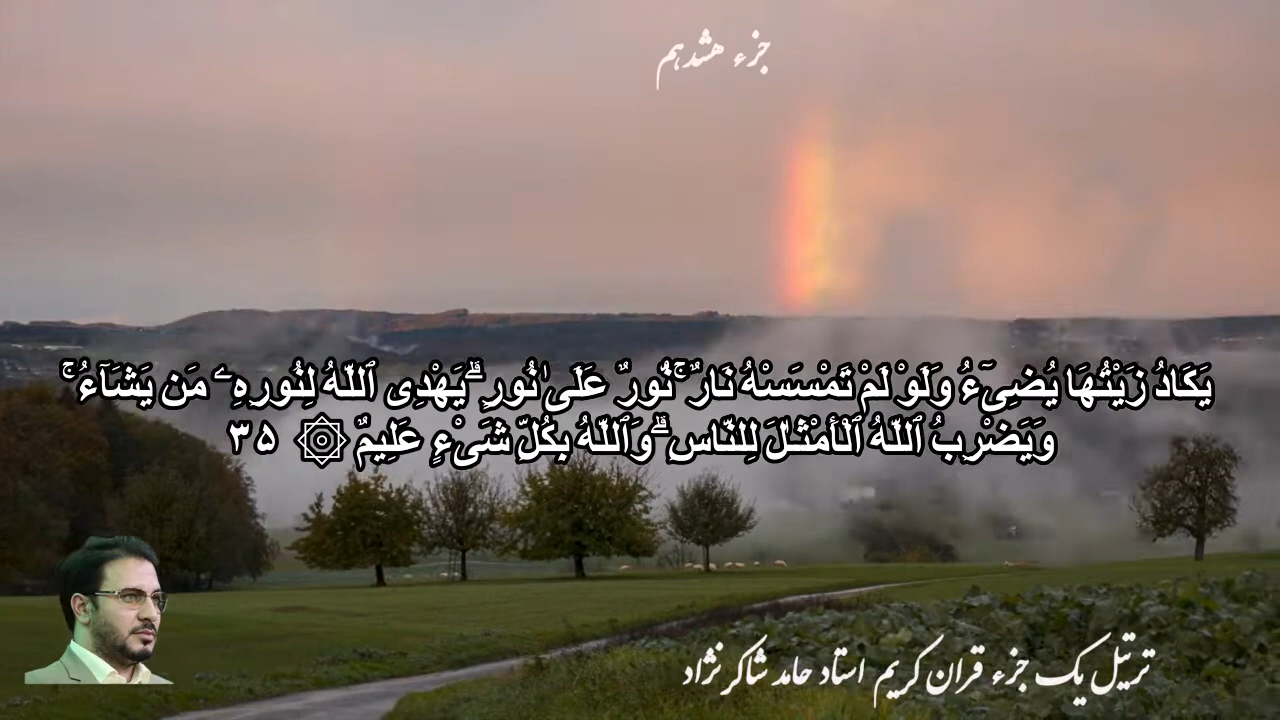 جزء هشدهم
يَكَادُ زَيْتُهَا يُضِىٓءُ وَلَوْ لَمْ تَمْسَسْهُ نَارٌ ۚ نُّورٌ عَلَىٰ نُورٍ ۗ يَهْدِى ٱللَّهُ لِنُورِهِۦ مَن يَشَآءُ ۚ
وَيَضْرِبُ ٱللَّهُ ٱلْأَمْثَـٰلَ لِلنَّاسِ ۗ وَٱللَّهُ بِكُلِّ شَىْءٍ عَلِيمٌ ۞ ۳۵
ترتیل یک جزء قران کریم استاد حامد شاکرنژاد